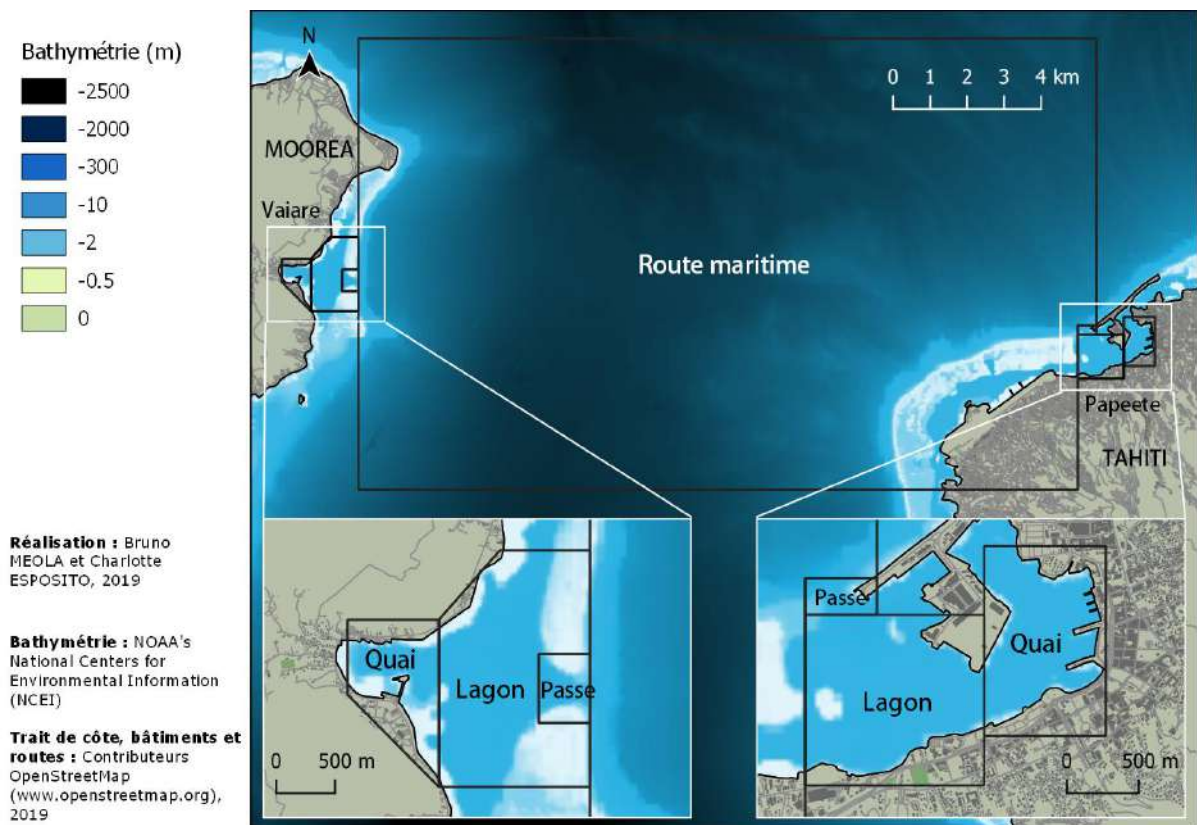 Bathymétrie (m)
-2500
-2000
-300
-10
-2
-0.5
0
Réalisation : Bruno
MEOLA et Charlotte
ESPOSITO, 2019
Bathymétrie : NOAA's
National Centers for
Environmental Information
(NCEI)
Trait de côte, bâtiments et
routes : Contributeurs
OpenStreetMap
(www.openstreetmap.org),
2019
N
0 1 2 3 4 km
MOOREA
Vaiare
Route maritime
Papeete
TAHITI
Quai
Lagon
Passe
0 500 m
Passe
Quai
Lagon
0 500 m